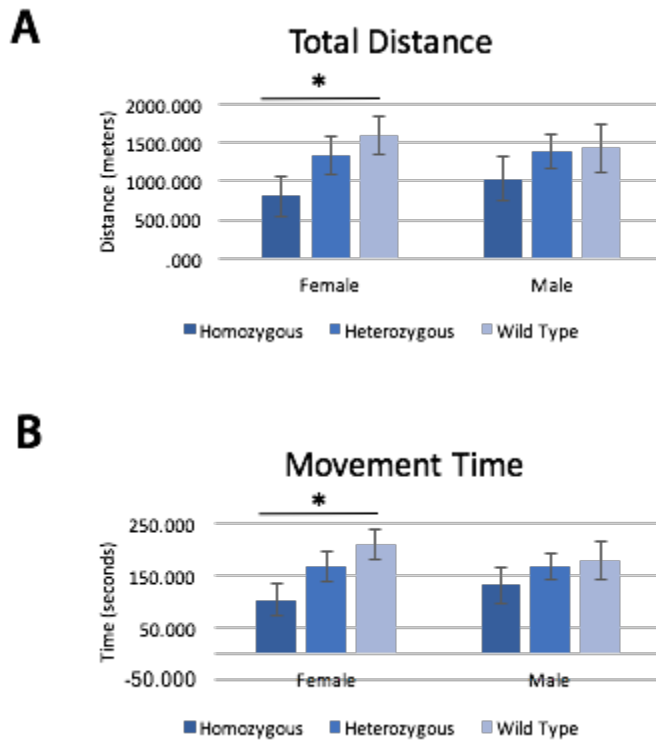 A
Total Distance
*
Distance (meters)
2000.000
1500.000
1000.000
500.000
.000
Female
Male
Homozygous Heterozygous Wild Type
B
Movement Time
*
Time (seconds)
250.000
150.000
50.000
-50.000
Female
Male
Homozygous Heterozygous Wild Type